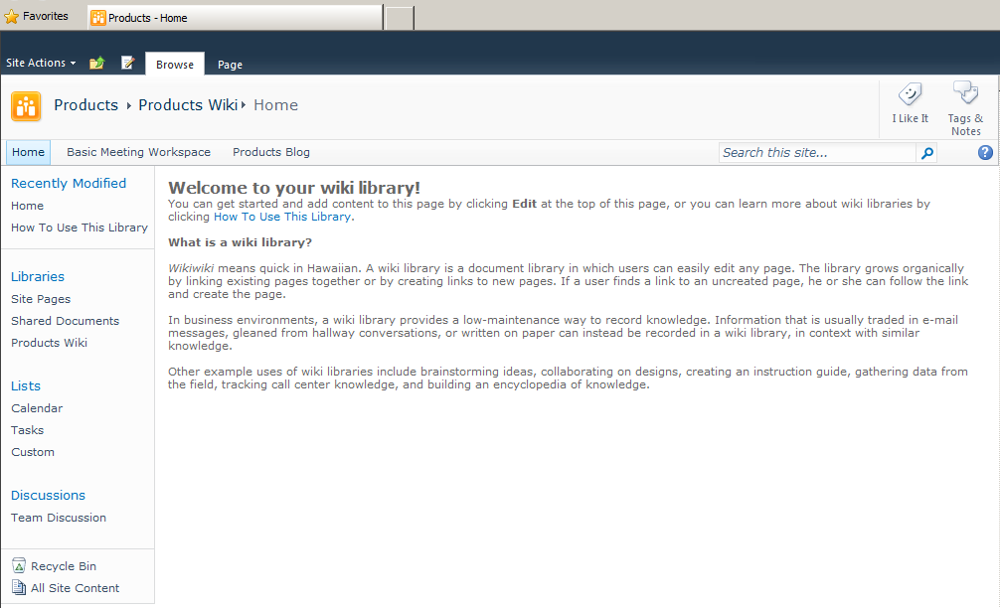 Favorites
Products - Home
Site Actions
Browse
Page
Products
Products Wiki
Home
I Like It
Tags &
Notes
Home
Basic Meeting Workspace
Products Blog
Search this site...
Recently Modified
Home
How To Use This Library
Libraries
Site Pages
Shared Documents
Products Wiki
Lists
Calendar
Tasks
Custom
Discussions
Team Discussion
Recycle Bin
All Site Content
Welcome to your wiki library!
You can get started and add content to this page by clicking Edit at the top of this page, or you can learn more about wiki libraries by
clicking How To Use This Library.
What is a wiki library?
Wikiwiki means quick in Hawaiian. A wiki library is a document library in which users can easily edit any page. The library grows organically
by linking existing pages together or by creating links to new pages. If a user finds a link to an uncreated page, he or she can follow the link
and create the page.
In business environments, a wiki library provides a low-maintenance way to record knowledge. Information that is usually traded in e-mail
messages, gleaned from hallway conversations, or written on paper can instead be recorded in a wiki library, in context with similar
knowledge.
Other example uses of wiki libraries include brainstorming ideas, collaborating on designs, creating an instruction guide, gathering data from
the field, tracking call center knowledge, and building an encyclopedia of knowledge.